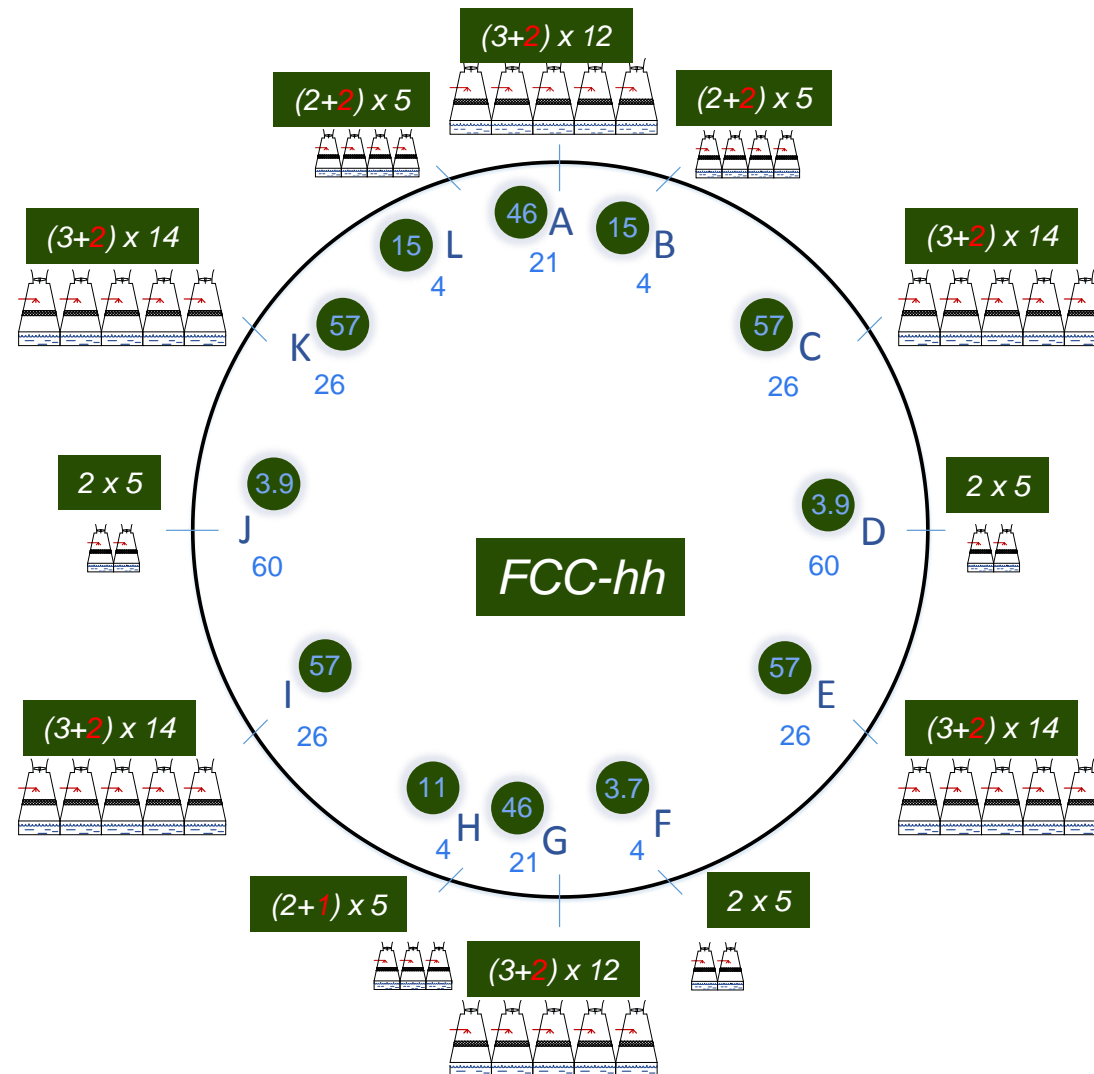 (3+2) x 12
(2+2) x 5
(2+2) x 5
46
A
21
15
L
4
15
B
4
(3+2) x 14
(3+2) x 14
57
K
26
57
C
26
2 x 5
2 x 5
3.9
J
60
3.9
D
60
FCC-hh
57
I
26
57
E
26
(3+2) x 14
(3+2) x 14
11
H
4
46
G
21
3.7
F
4
(2+1) x 5
2 x 5
(3+2) x 12